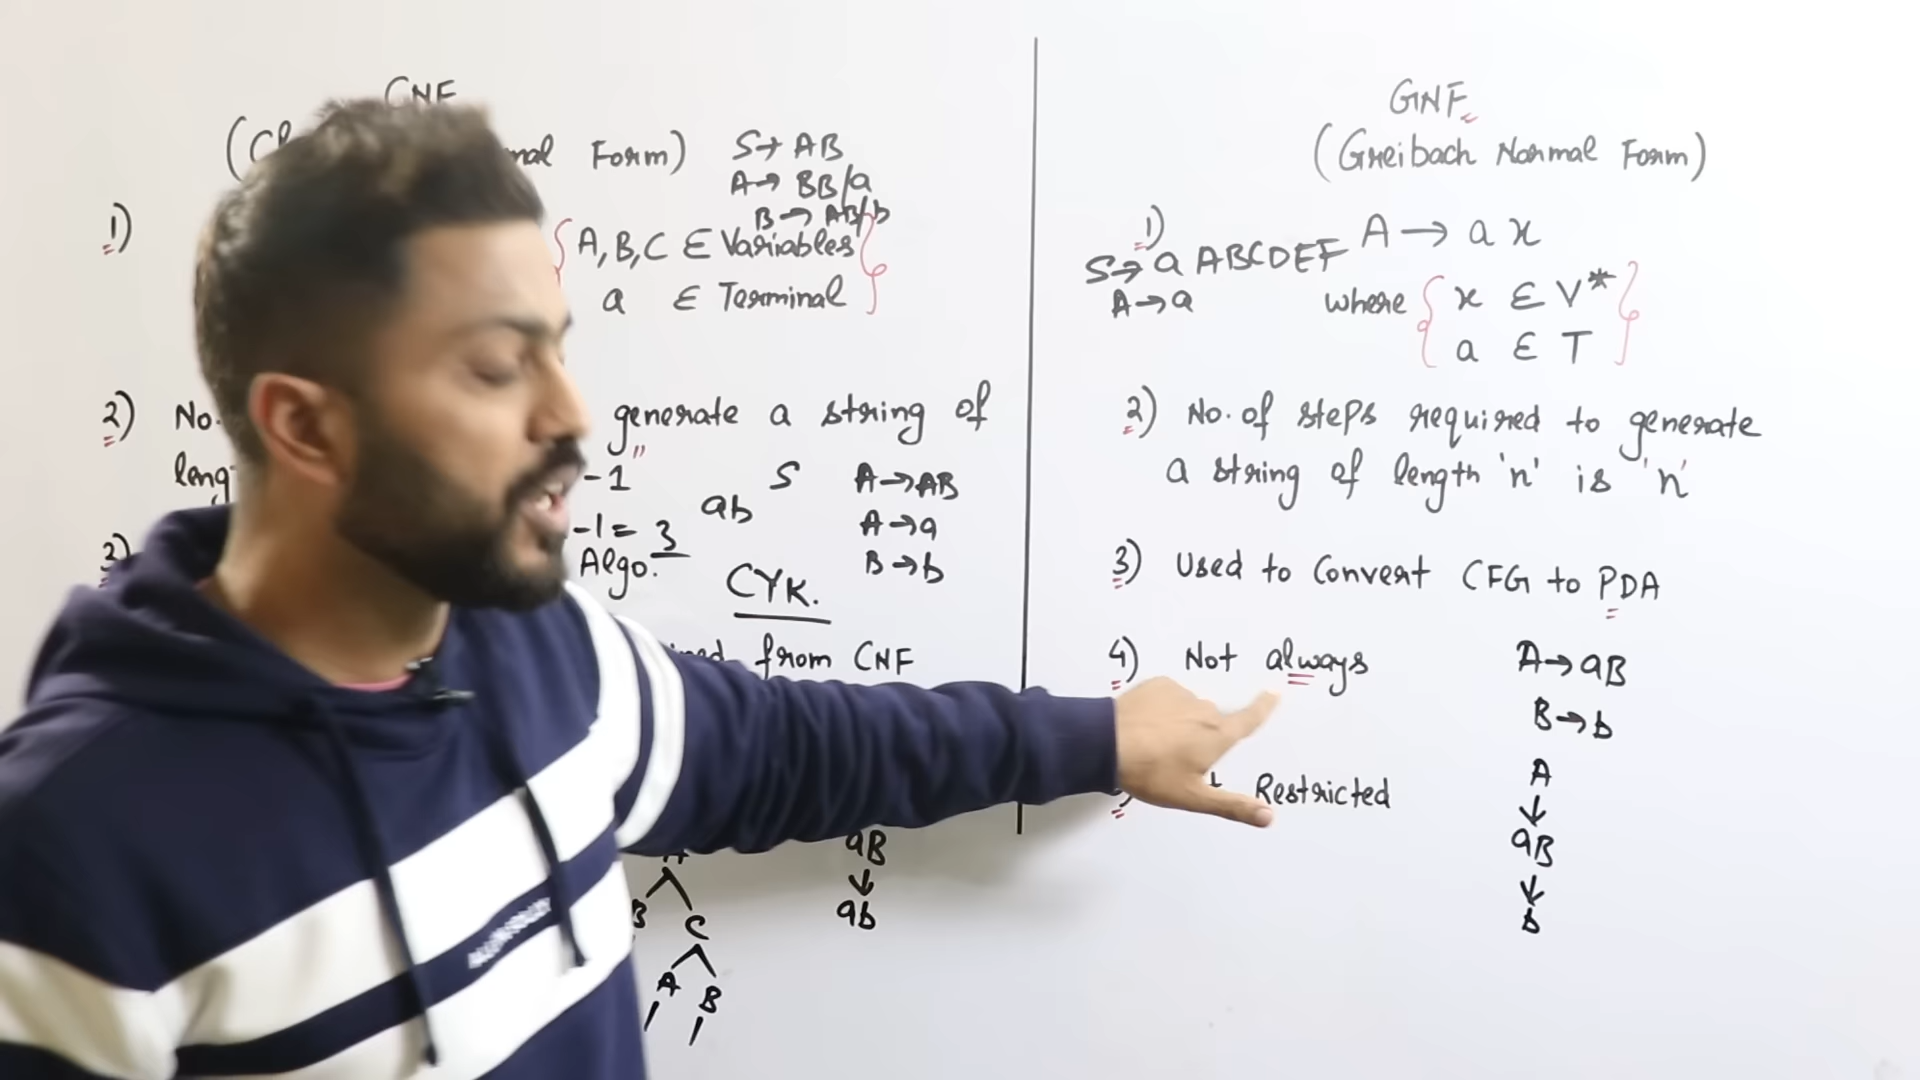 CNF
Form)
S → AB
A → BB/a
B → AB/b
1)
{ A, B, C ∈ Variables
a ∈ Terminal }
2) No. generate a string of
-1
-1 = 3
ab S
A → AB
A → a
B → b
3) Algo.
CYK.
from CNF
aB
↓
ab
A
B C
A B
GNF
(Greibach Normal Form)
1) A → a x
S → a ABCDEF
A → a
where { x ∈ V*
a ∈ T }
2) No. of steps required to generate
a string of length 'n' is 'n'
3) Used to Convert CFG to PDA
4) Not always
Restricted
A → aB
B → b
A
↓
aB
↓
b